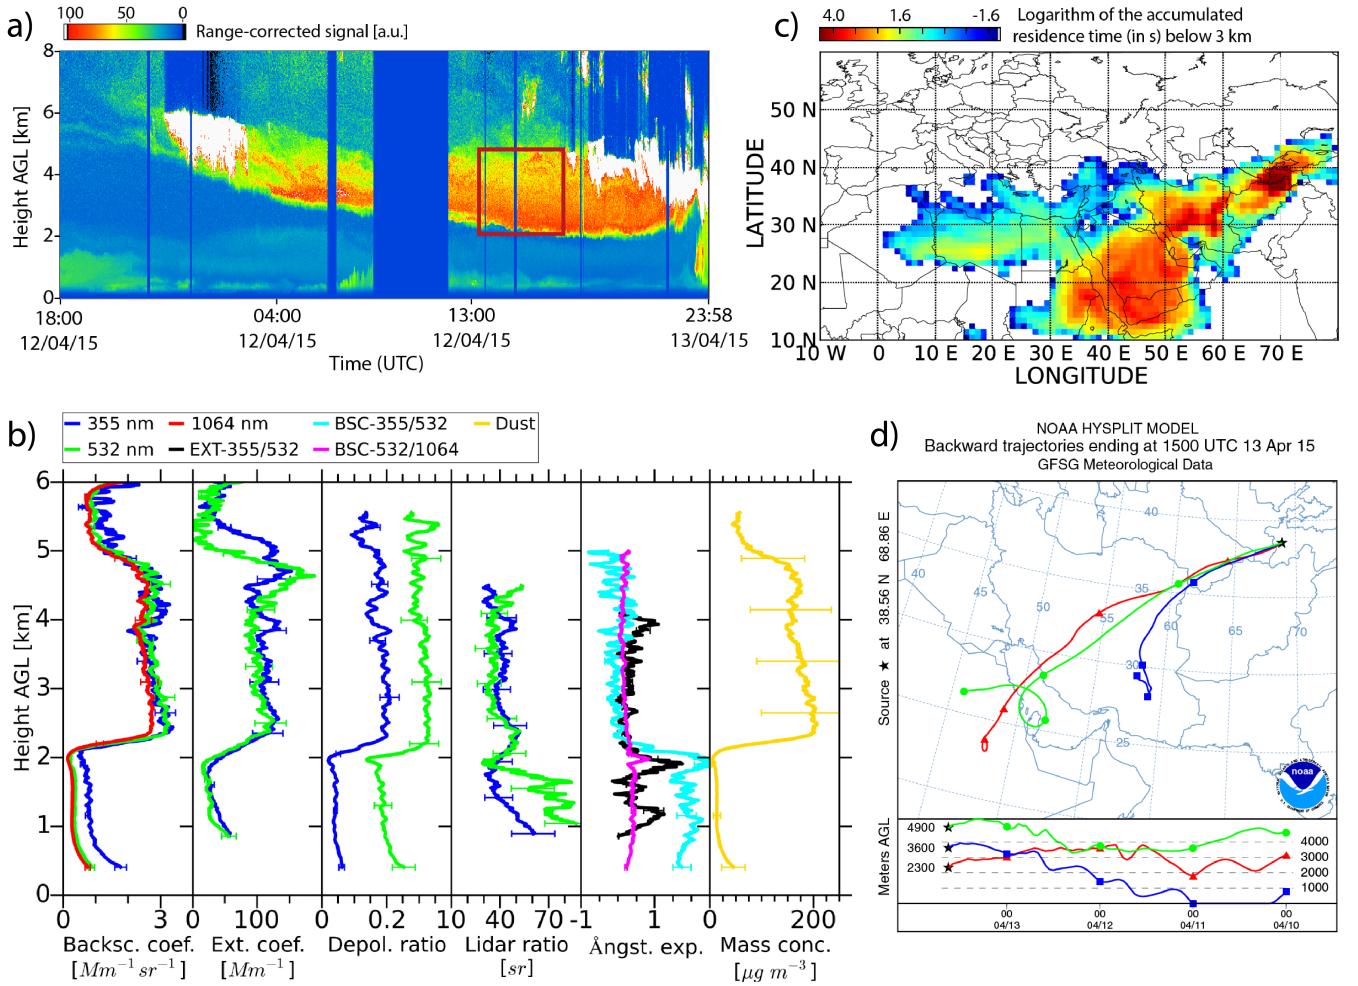 a)
100 50 0
Range-corrected signal [a.u.]
Height AGL [km]
8
6
4
2
0
18:00 04:00 13:00 23:58
12/04/15 12/04/15 12/04/15 13/04/15
Time (UTC)
c)
4.0 1.6 -1.6
Logarithm of the accumulated
residence time (in s) below 3 km
LATITUDE
50 N
40 N
30 N
20 N
10 N
10 W 0 10 E 20 E 30 E 40 E 50 E 60 E 70 E
LONGITUDE
b)
355 nm 1064 nm BSC-355/532 Dust
532 nm EXT-355/532 BSC-532/1064
Height AGL [km]
6
5
4
3
2
1
0
0 3 0 100 0 0.2 10 40 70 -1 1 0 200
Backsc. coef. Ext. coef. Depol. ratio Lidar ratio Ångst. exp. Mass conc.
[Mm⁻¹ sr⁻¹] [Mm⁻¹] [sr] [µg m⁻³]
d)
NOAA HYSPLIT MODEL
Backward trajectories ending at 1500 UTC 13 Apr 15
GFSG Meteorological Data
Source ★ at 38.56 N 68.86 E
40
40
45
50
35
55
60
65
70
30
25
noaa
Meters AGL
4900
3600
2300
4000
3000
2000
1000
00 00 00 00
04/13 04/12 04/11 04/10